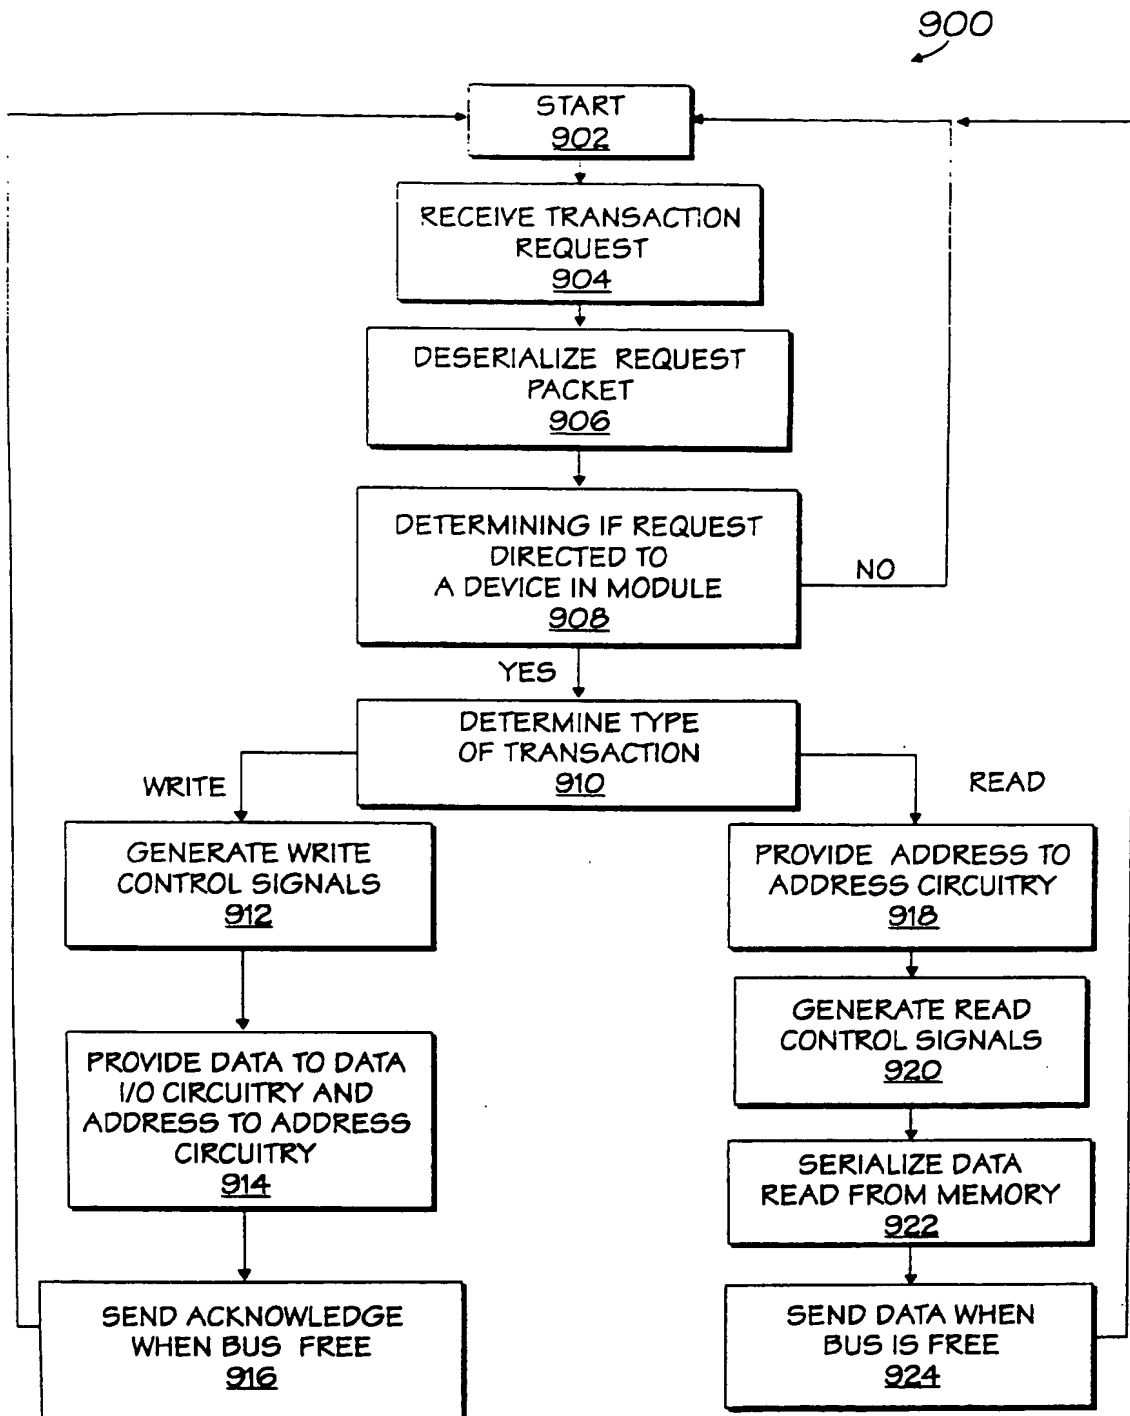 900
START
902
RECEIVE TRANSACTION
REQUEST
904
DESERIALIZE REQUEST
PACKET
906
DETERMINING IF REQUEST
DIRECTED TO
A DEVICE IN MODULE
908
NO
YES
DETERMINE TYPE
OF TRANSACTION
910
WRITE
READ
GENERATE WRITE
CONTROL SIGNALS
912
PROVIDE DATA TO DATA
I/O CIRCUITRY AND
ADDRESS TO ADDRESS
CIRCUITRY
914
SEND ACKNOWLEDGE
WHEN BUS FREE
916
PROVIDE ADDRESS TO
ADDRESS CIRCUITRY
918
GENERATE READ
CONTROL SIGNALS
920
SERIALIZE DATA
READ FROM MEMORY
922
SEND DATA WHEN
BUS IS FREE
924